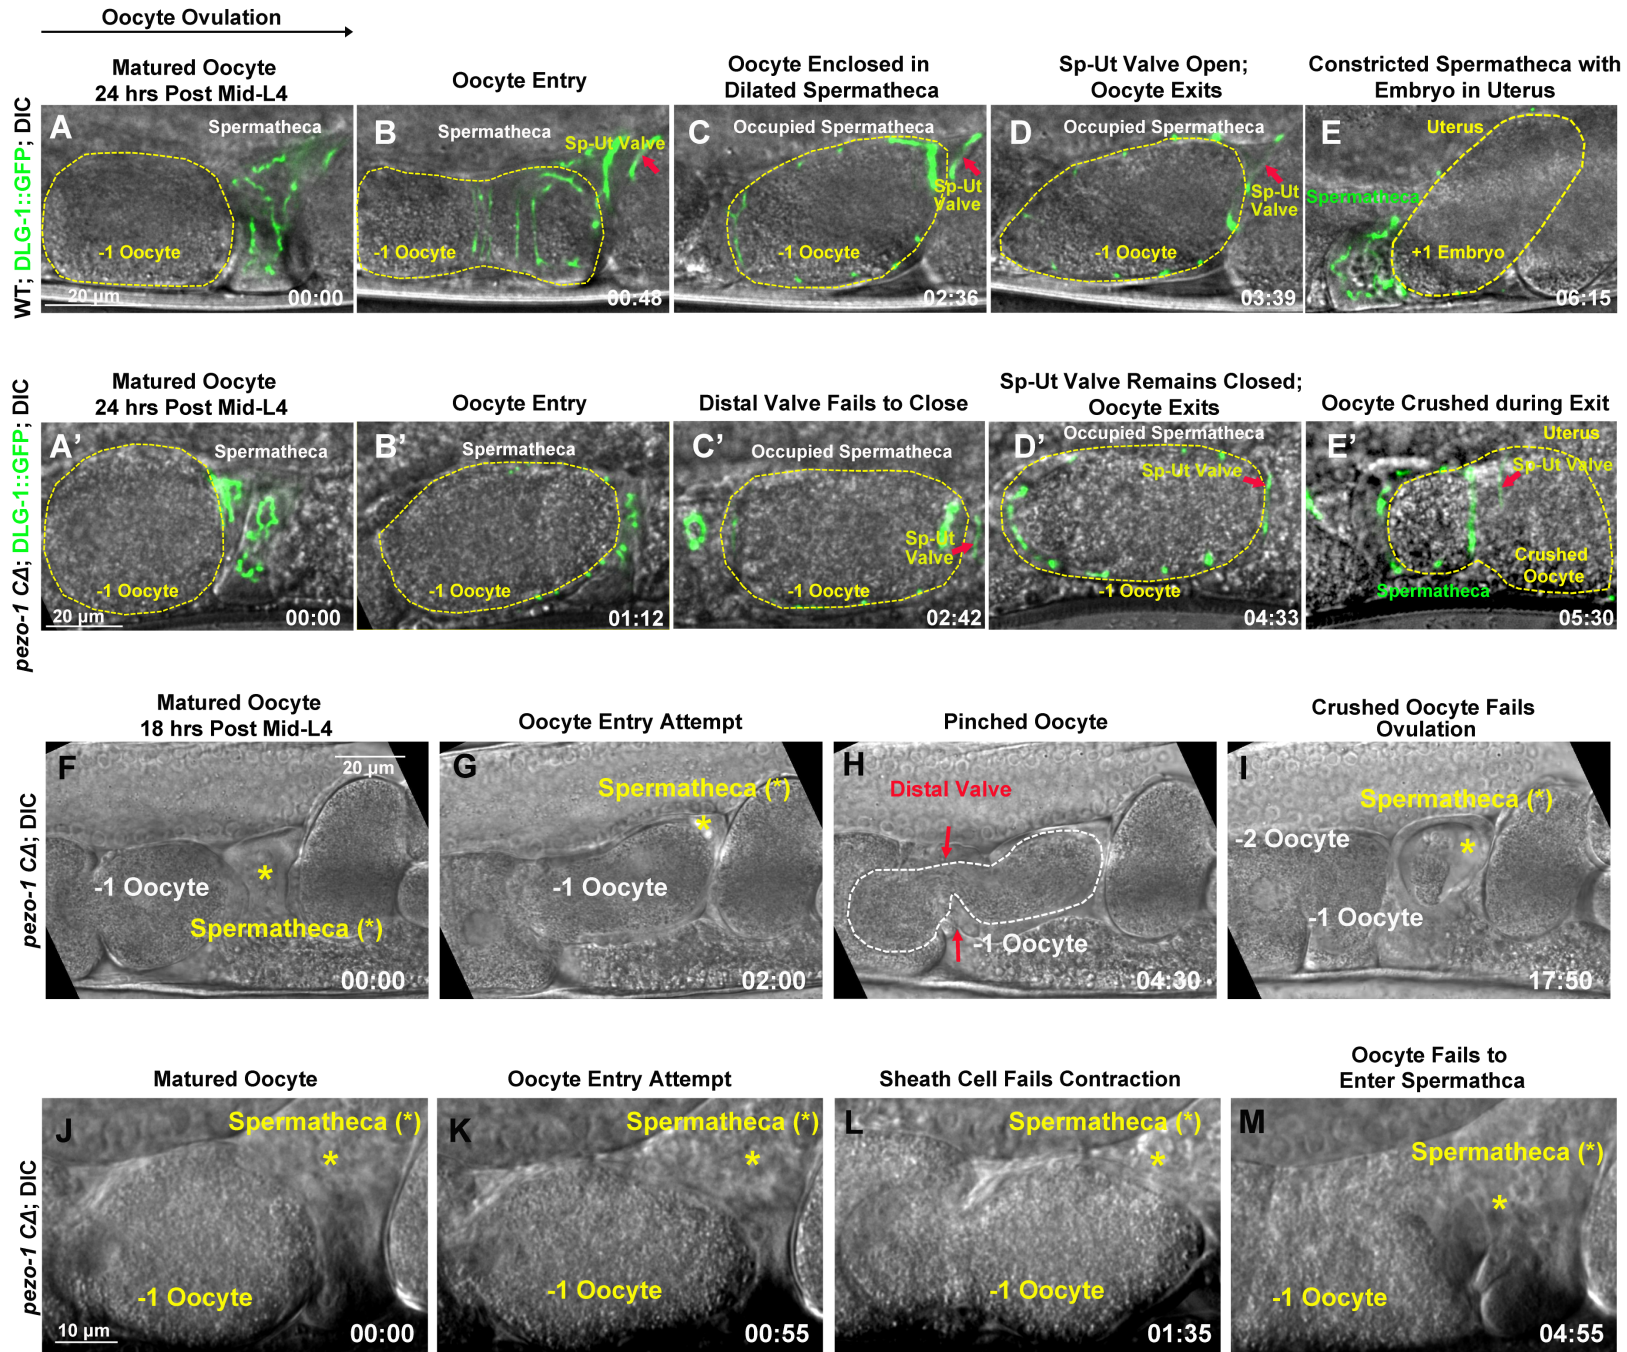 Oocyte Ovulation
Matured Oocyte
24 hrs Post Mid-L4
Oocyte Entry
Oocyte Enclosed in
Dilated Spermatheca
Sp-Ut Valve Open;
Oocyte Exits
Constricted Spermatheca with
Embryo in Uterus
WT; DLG-1::GFP; DIC
A
Spermatheca
-1 Oocyte
20 µm
00:00
B
Spermatheca
Sp-Ut Valve
-1 Oocyte
00:48
C
Occupied Spermatheca
Sp-Ut
Valve
-1 Oocyte
02:36
D
Occupied Spermatheca
Sp-Ut
Valve
-1 Oocyte
03:39
E
Uterus
Spermatheca
+1 Embryo
06:15
Matured Oocyte
24 hrs Post Mid-L4
Oocyte Entry
Distal Valve Fails to Close
Sp-Ut Valve Remains Closed;
Oocyte Exits
Oocyte Crushed during Exit
pezo-1 CΔ; DLG-1::GFP; DIC
A’
Spermatheca
-1 Oocyte
20 µm
00:00
B’
Spermatheca
-1 Oocyte
01:12
C’
Occupied Spermatheca
Sp-Ut
Valve
-1 Oocyte
02:42
D’
Occupied Spermatheca
Sp-Ut Valve
-1 Oocyte
04:33
E’
Uterus
Sp-Ut Valve
Crushed
Oocyte
Spermatheca
05:30
Matured Oocyte
18 hrs Post Mid-L4
Oocyte Entry Attempt
Pinched Oocyte
Crushed Oocyte Fails
Ovulation
pezo-1 CΔ; DIC
F
20 µm
-1 Oocyte
*
Spermatheca (*)
00:00
G
Spermatheca (*)
*
-1 Oocyte
02:00
H
Distal Valve
-1 Oocyte
04:30
I
Spermatheca (*)
-2 Oocyte
*
-1 Oocyte
17:50
Matured Oocyte
Oocyte Entry Attempt
Sheath Cell Fails Contraction
Oocyte Fails to
Enter Spermathca
pezo-1 CΔ; DIC
J
Spermatheca (*)
*
-1 Oocyte
10 µm
00:00
K
Spermatheca (*)
*
-1 Oocyte
00:55
L
Spermatheca (*)
*
-1 Oocyte
01:35
M
Spermatheca (*)
*
-1 Oocyte
04:55